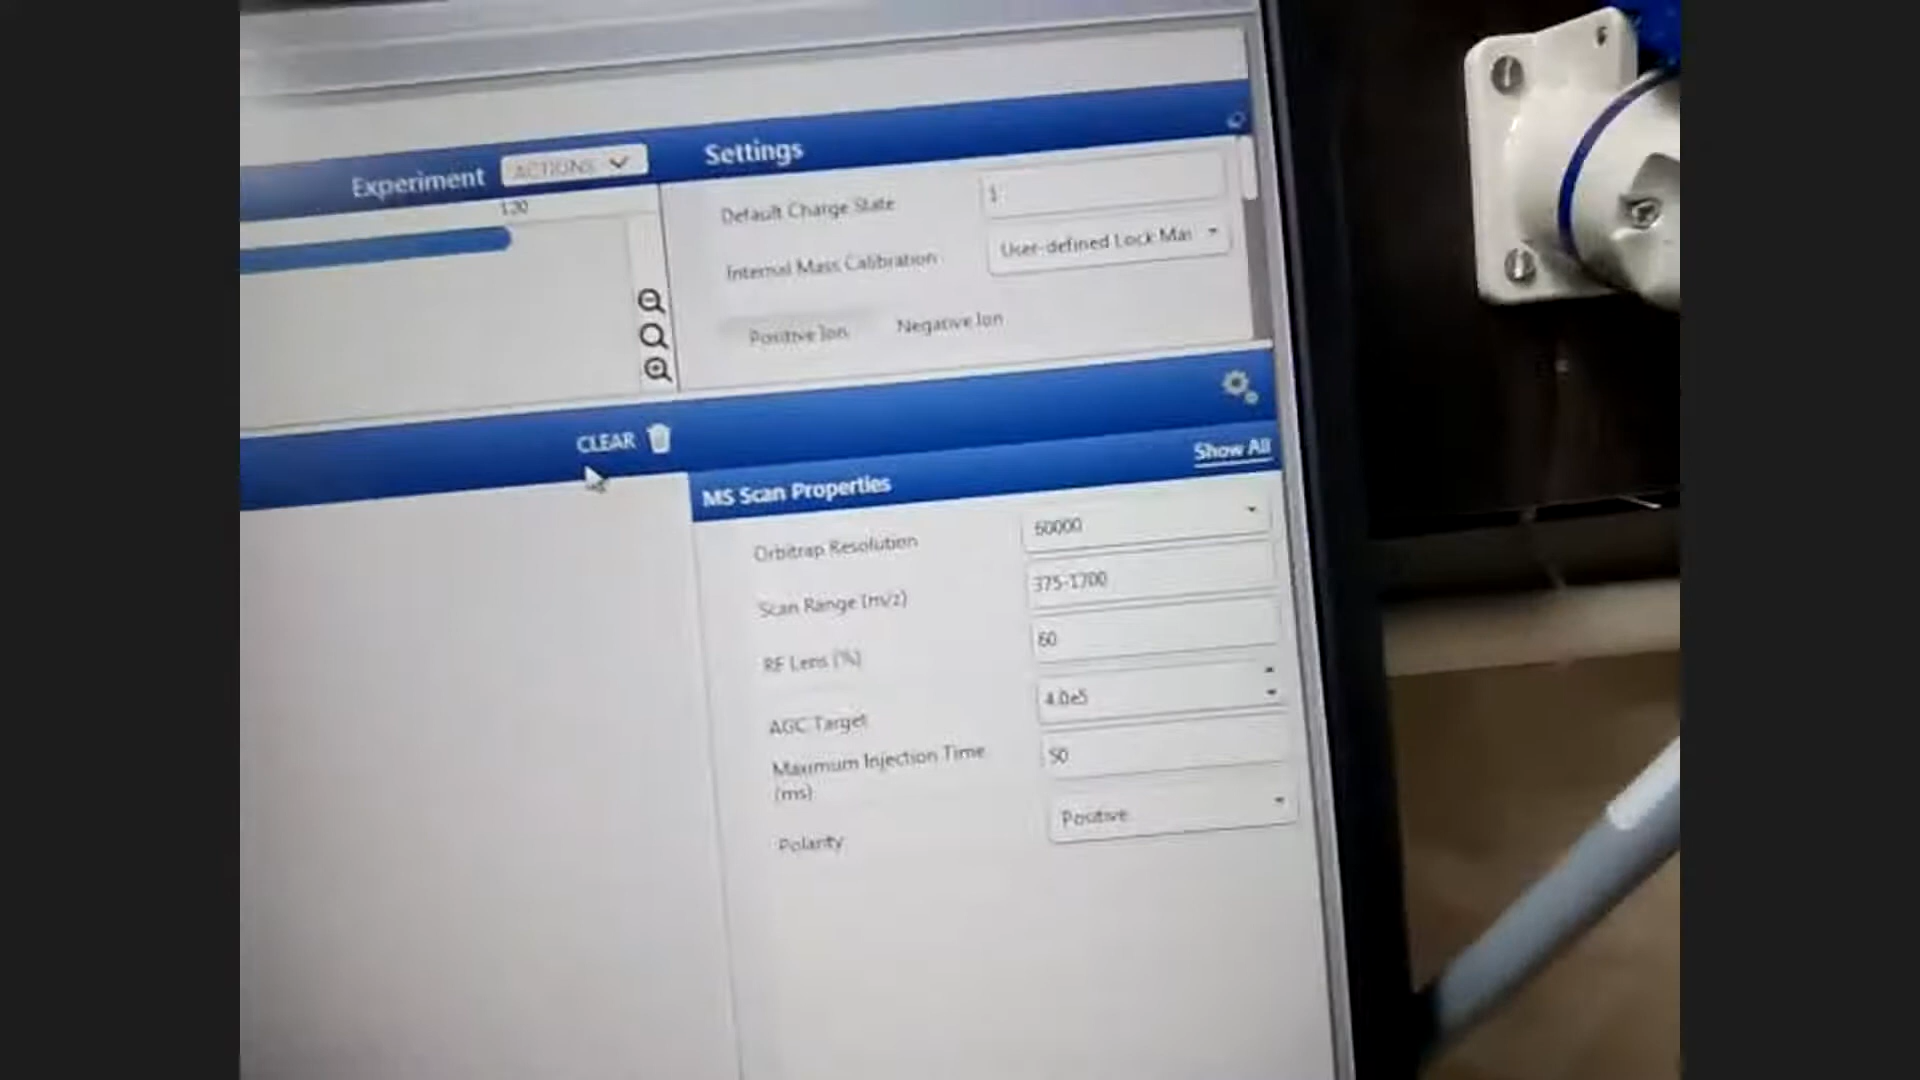 Experiment
ACTIONS
120
Settings
Default Charge State
1
Internal Mass Calibration
User-defined Lock Mas
Positive Ion
Negative Ion
CLEAR
Show All
MS Scan Properties
Orbitrap Resolution
60000
Scan Range (m/z)
375-1700
RF Lens (%)
60
AGC Target
4.0e5
Maximum Injection Time
(ms)
50
Polarity
Positive